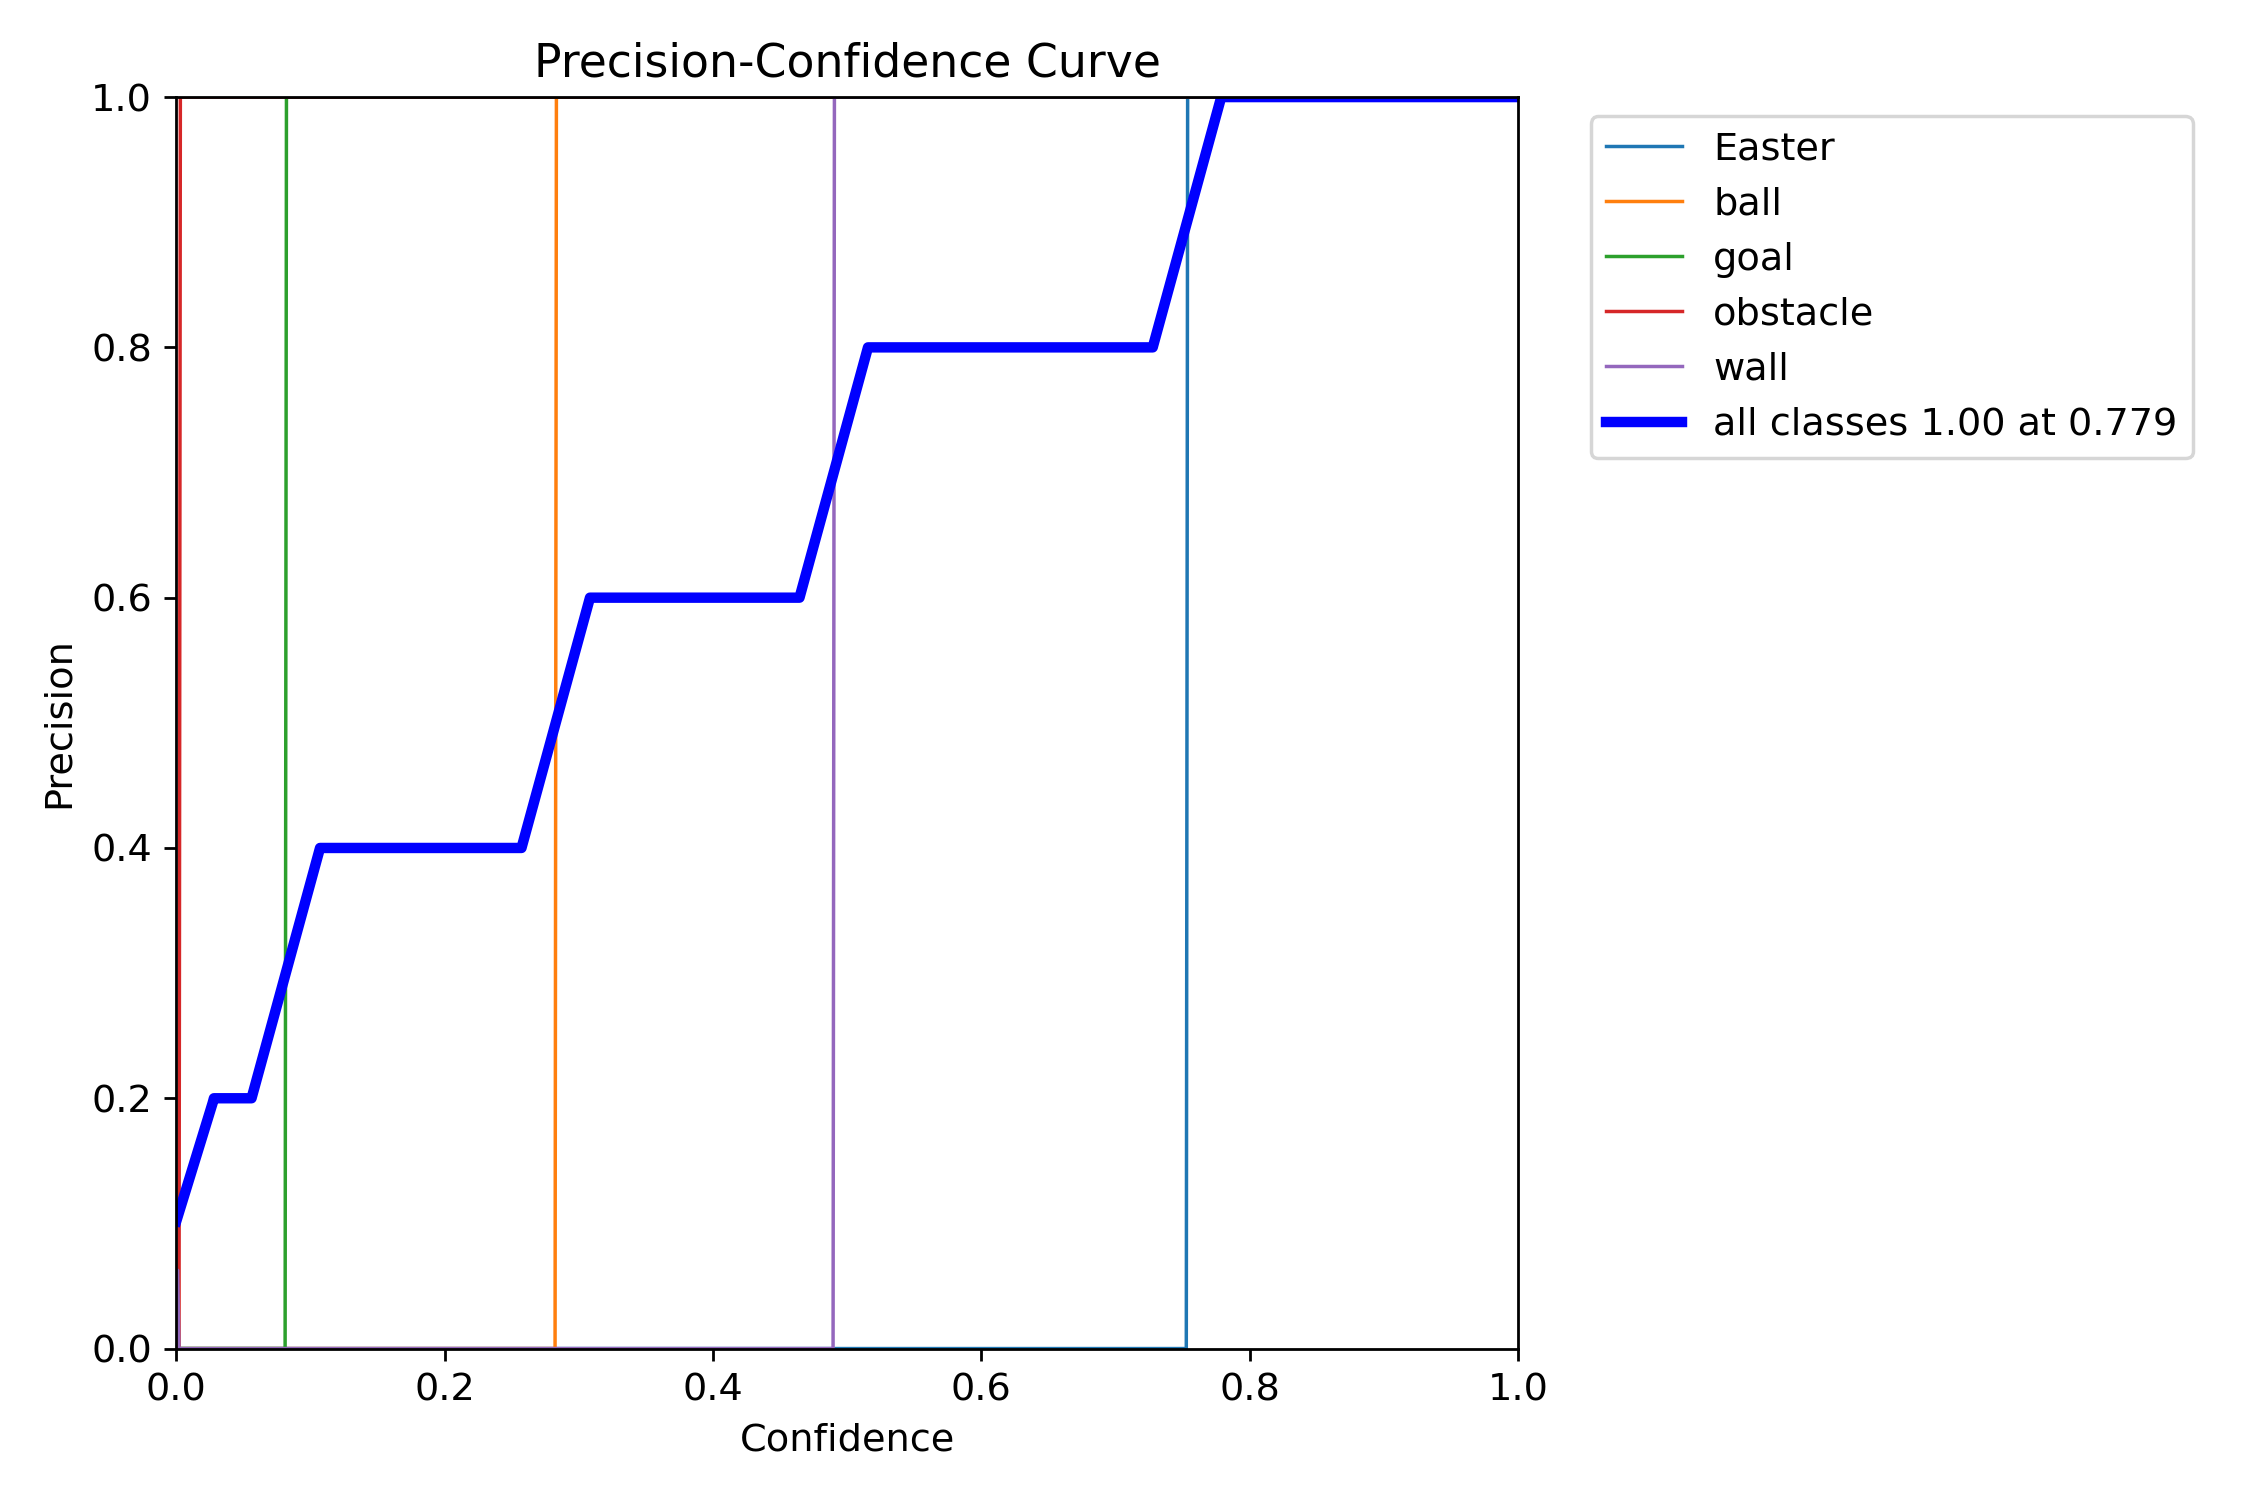 Precision-Confidence Curve
1.0
0.8
0.6
0.4
0.2
0.0
Precision
0.0 0.2 0.4 0.6 0.8 1.0
Confidence
Easter
ball
goal
obstacle
wall
all classes 1.00 at 0.779